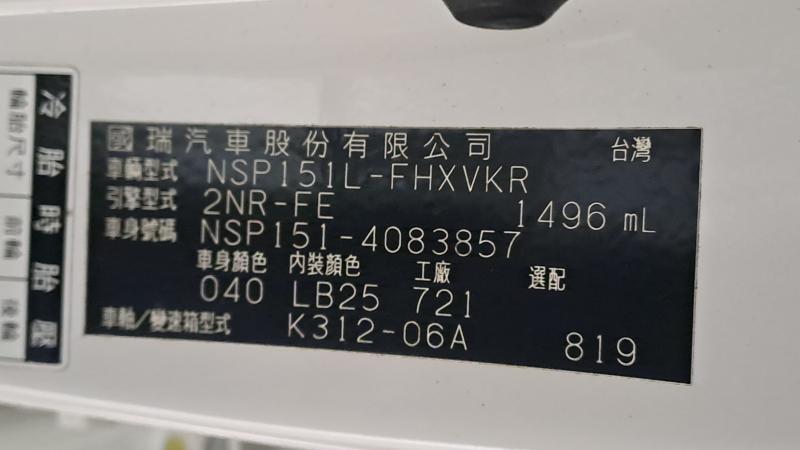 國瑞汽車股份有限公司 台灣
車輛型式 NSP151L-FHXVKR
引擎型式 2NR-FE 1496 mL
車身號碼 NSP151-4083857
車身顏色 內裝顏色 工廠 選配
040 LB25 721
車軸/變速箱型式 K312-06A 819
冷胎時胎壓
輪胎尺寸 前輪 後輪